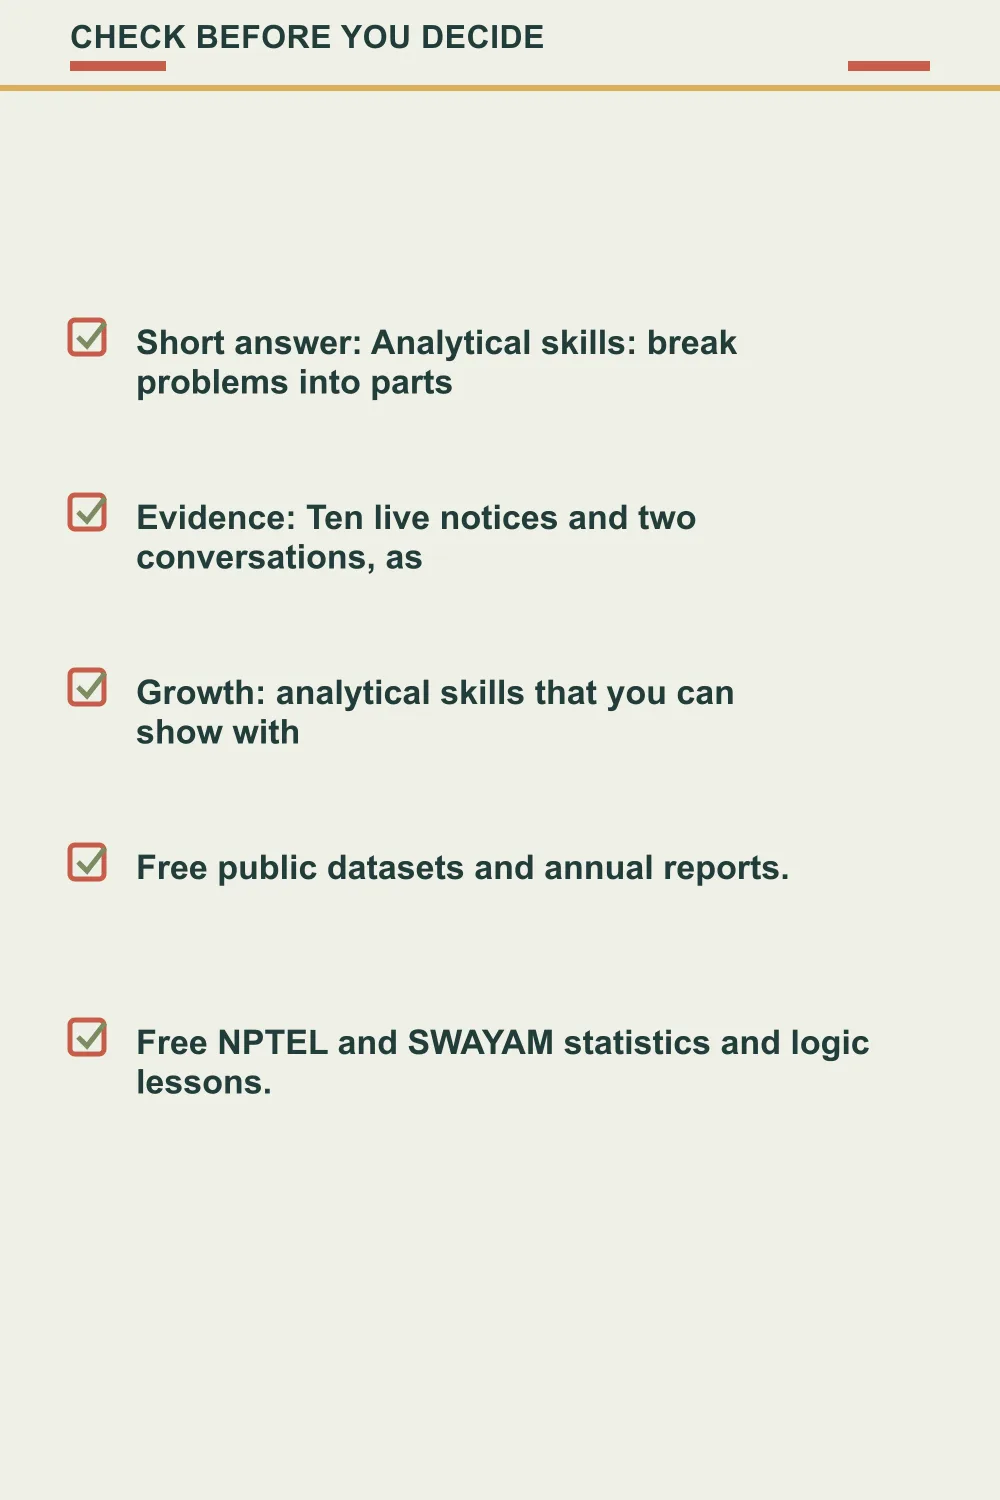 CHECK BEFORE YOU DECIDE
Short answer: Analytical skills: break
problems into parts
Evidence: Ten live notices and two
conversations, as
Growth: analytical skills that you can
show with
Free public datasets and annual reports.
Free NPTEL and SWAYAM statistics and logic
lessons.